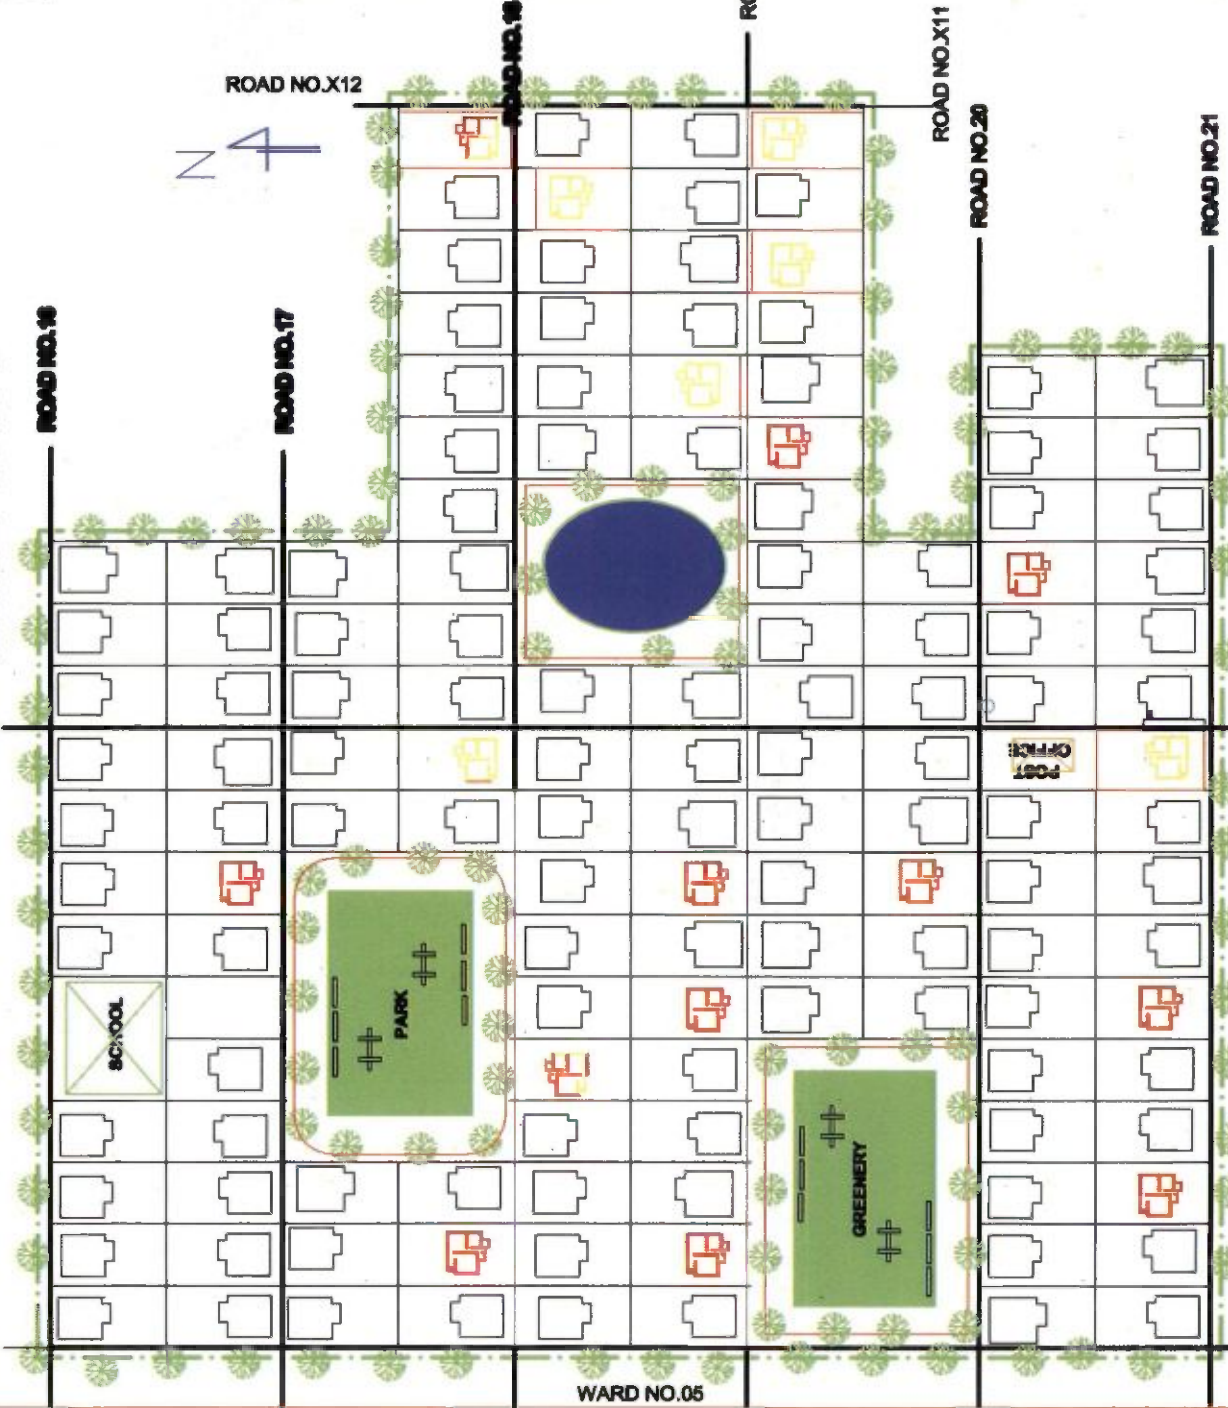 ROAD NO.X12
ROAD NO.X11
ROAD NO.20
ROAD NO.21
ROAD NO.16
ROAD NO.17
N
POST
OFFICE
SCHOOL
PARK
GREENERY
WARD NO.05